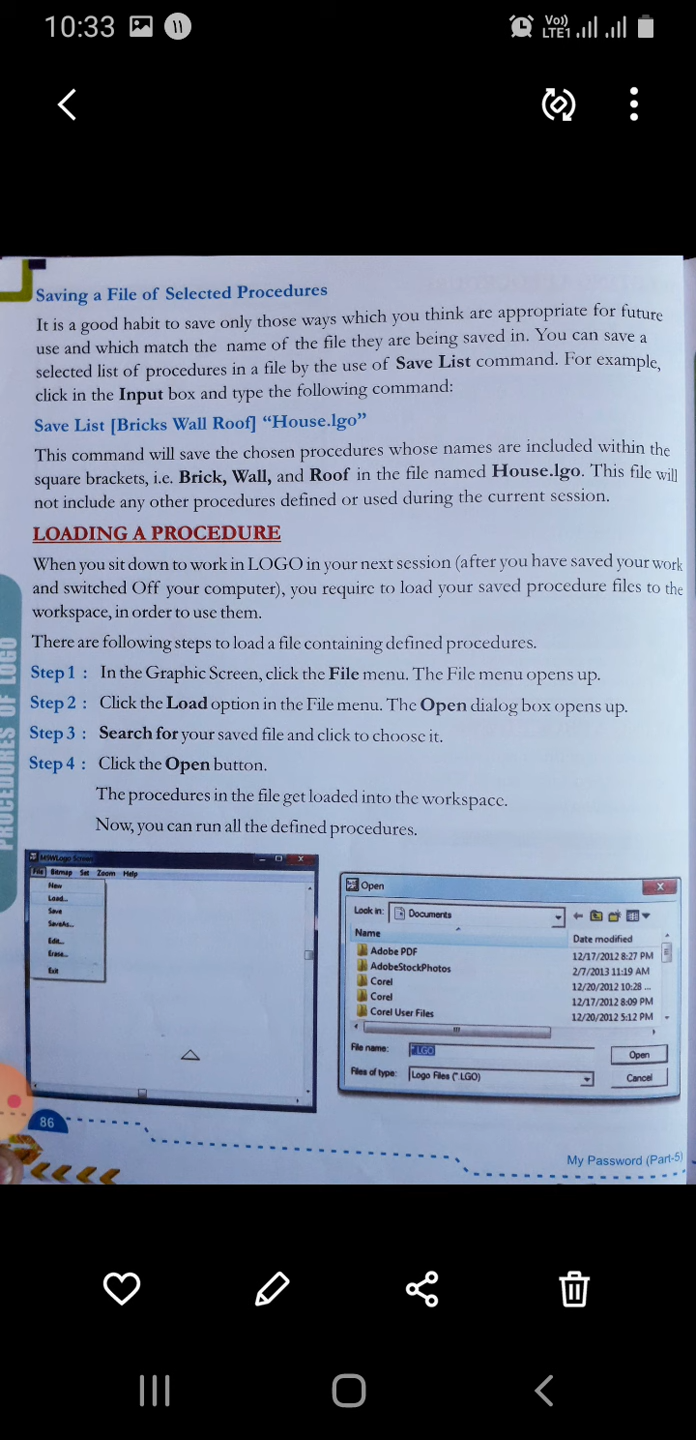 10:33
Vo))
LTE1
Saving a File of Selected Procedures
It is a good habit to save only those ways which you think are appropriate for future
use and which match the name of the file they are being saved in. You can save a
selected list of procedures in a file by the use of Save List command. For example,
click in the Input box and type the following command:
Save List [Bricks Wall Roof] “House.lgo”
This command will save the chosen procedures whose names are included within the
square brackets, i.e. Brick, Wall, and Roof in the file named House.lgo. This file will
not include any other procedures defined or used during the current session.
LOADING A PROCEDURE
When you sit down to work in LOGO in your next session (after you have saved your work
and switched Off your computer), you require to load your saved procedure files to the
workspace, in order to use them.
There are following steps to load a file containing defined procedures.
Step 1 : In the Graphic Screen, click the File menu. The File menu opens up.
Step 2 : Click the Load option in the File menu. The Open dialog box opens up.
Step 3 : Search for your saved file and click to choose it.
Step 4 : Click the Open button.
The procedures in the file get loaded into the workspace.
Now, you can run all the defined procedures.
PROCEDURES OF LOGO
MSWLogo Screen
File Bitmap Set Zoom Help
New
Load...
Save
SaveAs...
Edit...
Erase...
Exit
Open
Look in: Documents
Name Date modified
Adobe PDF 12/17/2012 8:27 PM
AdobeStockPhotos 2/7/2013 11:19 AM
Corel 12/20/2012 10:28 ...
Corel 12/17/2012 8:09 PM
Corel User Files 12/20/2012 5:12 PM
File name: *.LGO Open
Files of type: Logo Files (*.LGO) Cancel
86
My Password (Part-5)